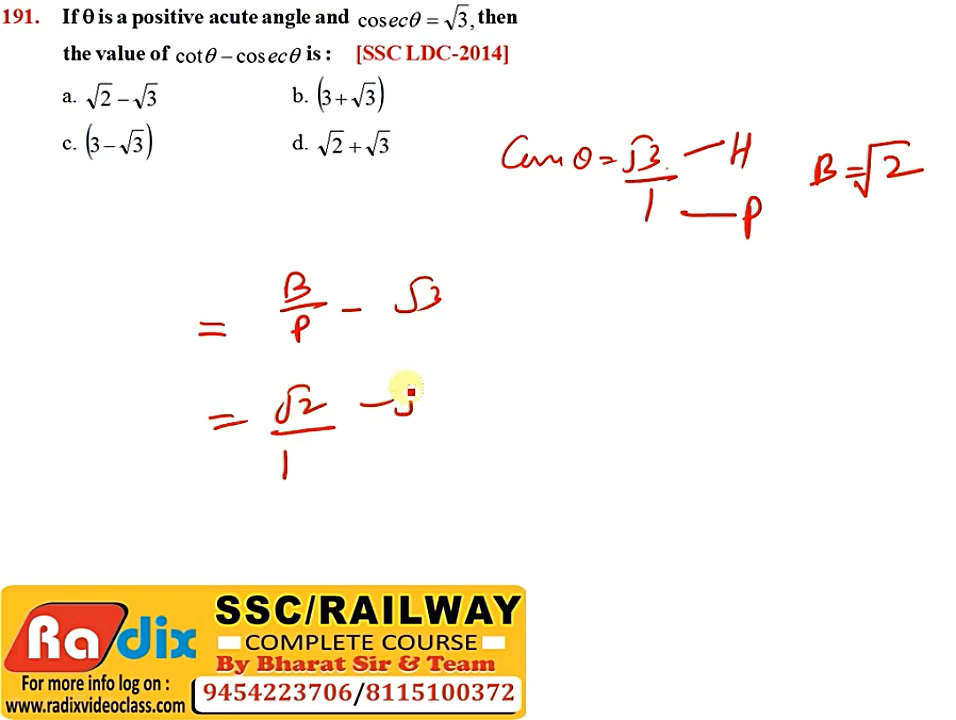 191. If θ is a positive acute angle and cosecθ = √3, then
the value of cotθ − cosecθ is : [SSC LDC-2014]
a. √2 − √3 b. (3 + √3)
c. (3 − √3) d. √2 + √3
θ = √3/1 — H — P B = √2
= B/P − √3
= √2/1 −
Radix
SSC/RAILWAY
COMPLETE COURSE
By Bharat Sir & Team
For more info log on :
www.radixvideoclass.com
9454223706/8115100372